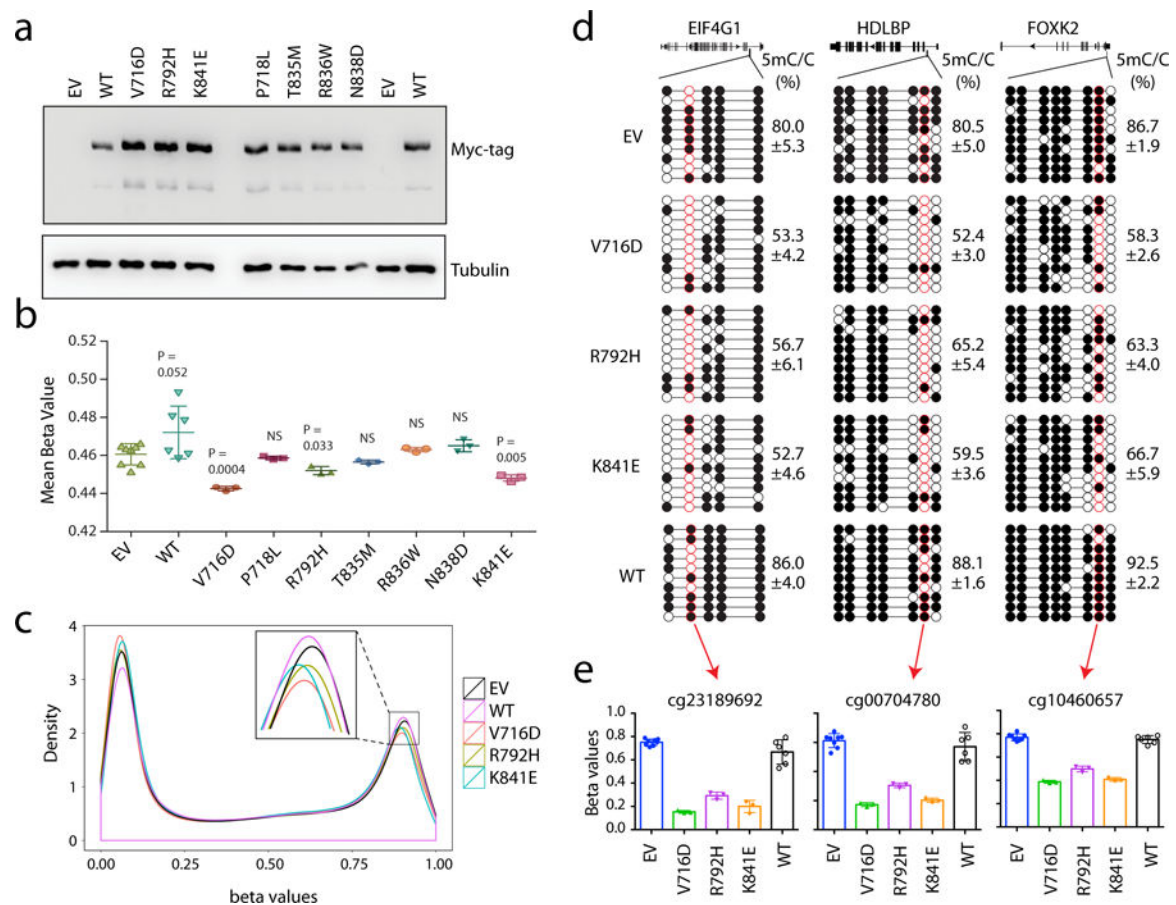 a
EV
WT
V716D
R792H
K841E
P718L
T835M
R836W
N838D
EV
WT
Myc-tag
Tubulin
b
Mean Beta Value
0.52
0.50
0.48
0.46
0.44
0.42
P =
0.052
P =
0.0004
NS
P =
0.033
NS
NS
NS
P =
0.005
EV
WT
V716D
P718L
R792H
T835M
R836W
N838D
K841E
c
Density
4
3
2
1
0
0.00
0.25
0.50
0.75
1.00
beta values
EV
WT
V716D
R792H
K841E
d
EIF4G1
HDLBP
FOXK2
5mC/C
(%)
5mC/C
(%)
5mC/C
(%)
EV
80.0
±5.3
80.5
±5.0
86.7
±1.9
V716D
53.3
±4.2
52.4
±3.0
58.3
±2.6
R792H
56.7
±6.1
65.2
±5.4
63.3
±4.0
K841E
52.7
±4.6
59.5
±3.6
66.7
±5.9
WT
86.0
±4.0
88.1
±1.6
92.5
±2.2
e
cg23189692
cg00704780
cg10460657
Beta values
0.8
0.6
0.4
0.2
0.0
EV
V716D
R792H
K841E
WT
EV
V716D
R792H
K841E
WT
EV
V716D
R792H
K841E
WT